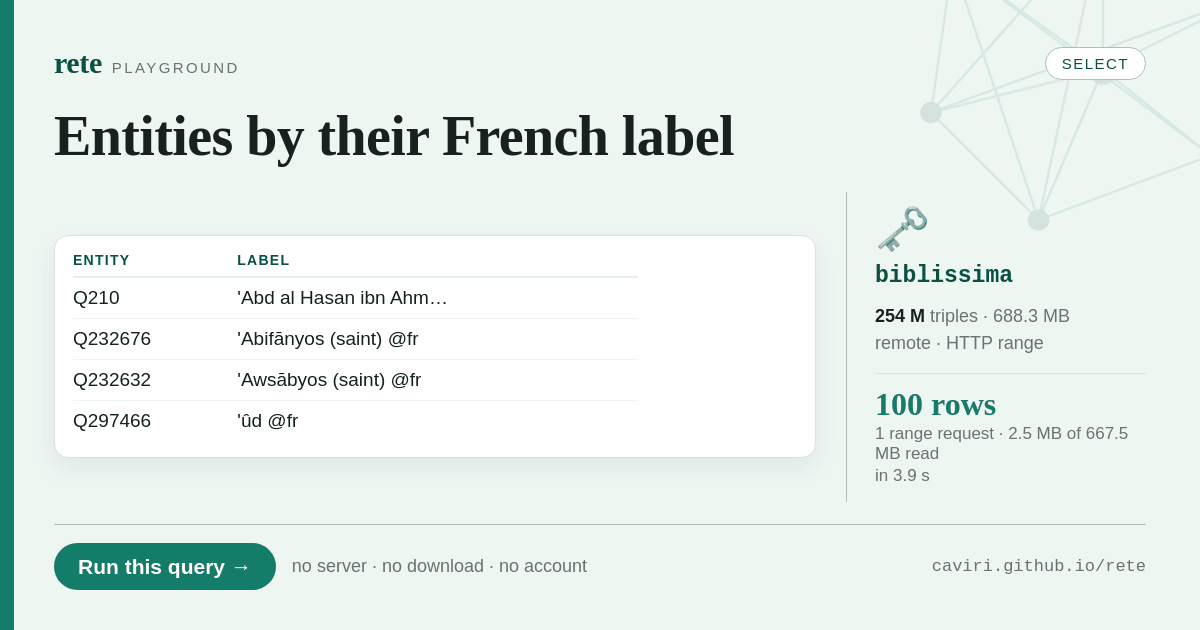 rete PLAYGROUND
SELECT
Entities by their French label
ENTITY LABEL
Q210 'Abd al Hasan ibn Ahm…
Q232676 'Abifānyos (saint) @fr
Q232632 'Awsābyos (saint) @fr
Q297466 'ûd @fr
biblissima
254 M triples · 688.3 MB
remote · HTTP range
100 rows
1 range request · 2.5 MB of 667.5
MB read
in 3.9 s
Run this query →
no server · no download · no account
caviri.github.io/rete